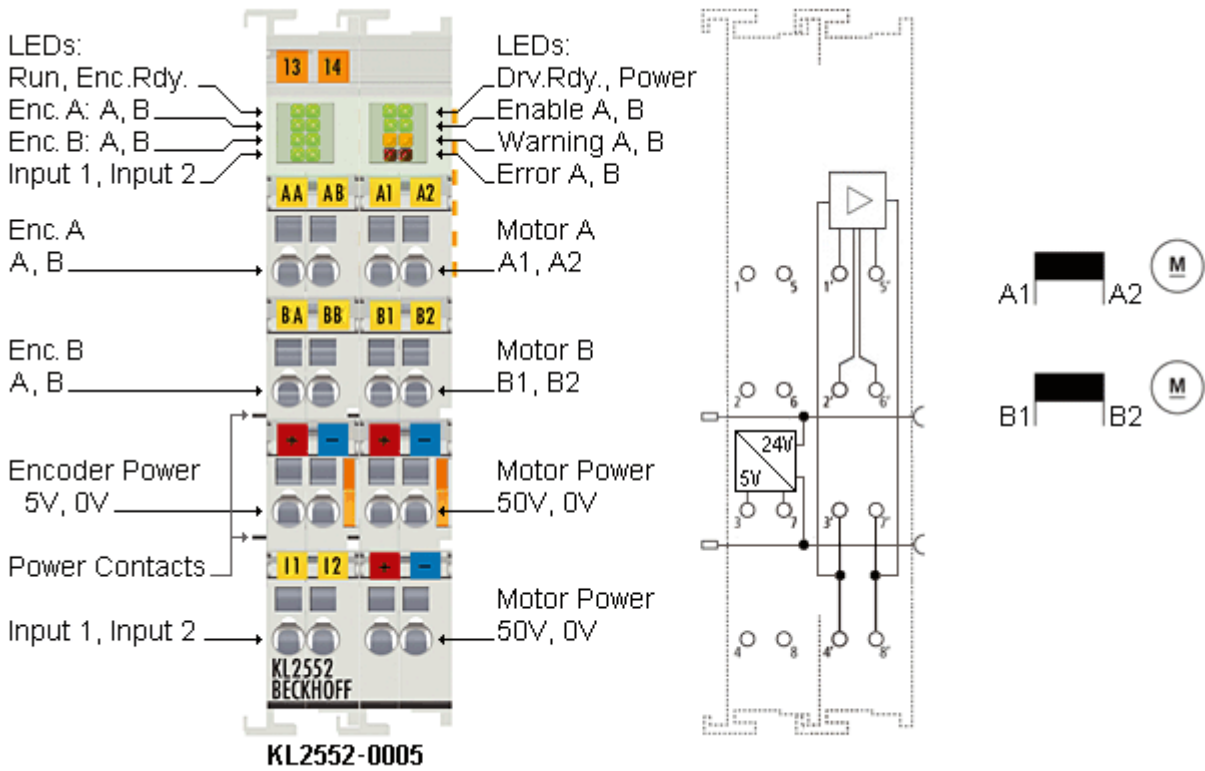 LEDs:
Run, Enc.Rdy.
Enc. A: A, B
Enc. B: A, B
Input 1, Input 2
Enc. A
A, B
Enc. B
A, B
Encoder Power
5V, 0V
Power Contacts
Input 1, Input 2
13 14
AA AB A1 A2
BA BB B1 B2
+ - + -
I1 I2 + -
KL2552
BECKHOFF
KL2552-0005
LEDs:
Drv.Rdy., Power
Enable A, B
Warning A, B
Error A, B
Motor A
A1, A2
Motor B
B1, B2
Motor Power
50V, 0V
Motor Power
50V, 0V
1 5 1' 5'
2 6 2' 6'
24V
5V
3 7 3' 7'
4 8 4' 8'
M
A1 A2
M
B1 B2